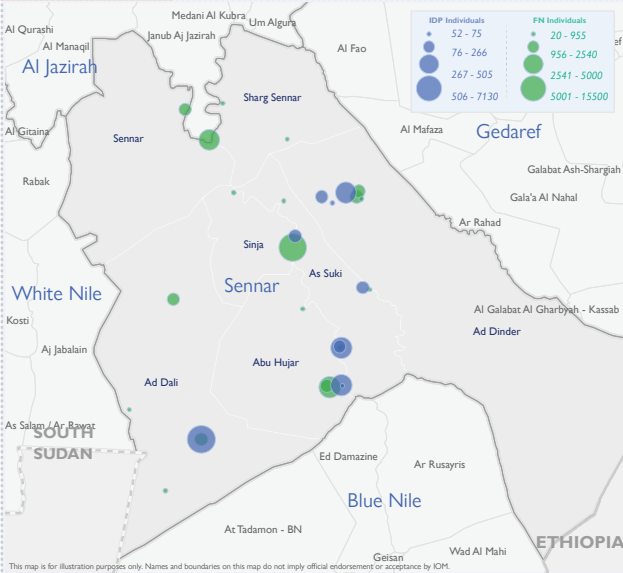 Medani Al Kubra
Um Algura
Al Qurashi
Janub Aj Jazirah
Al Manaqil
Al Fao
Al Jazirah
IDP Individuals
FN Individuals
52 - 75
20 - 955
76 - 266
956 - 2540
267 - 505
2541 - 5000
506 - 7130
5001 - 15500
ef
Sharg Sennar
Al Gitaina
Sennar
Al Mafaza
Gedaref
Galabat Ash-Shargiah
Rabak
Gala'a Al Nahal
Ar Rahad
Sinja
As Suki
Sennar
White Nile
Al Galabat Al Gharbyah - Kassab
Kosti
Ad Dinder
Aj Jabalain
Abu Hujar
Ad Dali
As Salam / Ar Rawat
SOUTH
SUDAN
Ed Damazine
Ar Rusayris
Blue Nile
At Tadamon - BN
ETHIOPIA
Wad Al Mahi
Geisan
This map is for illustration purposes only. Names and boundaries on this map do not imply official endorsement or acceptance by IOM.